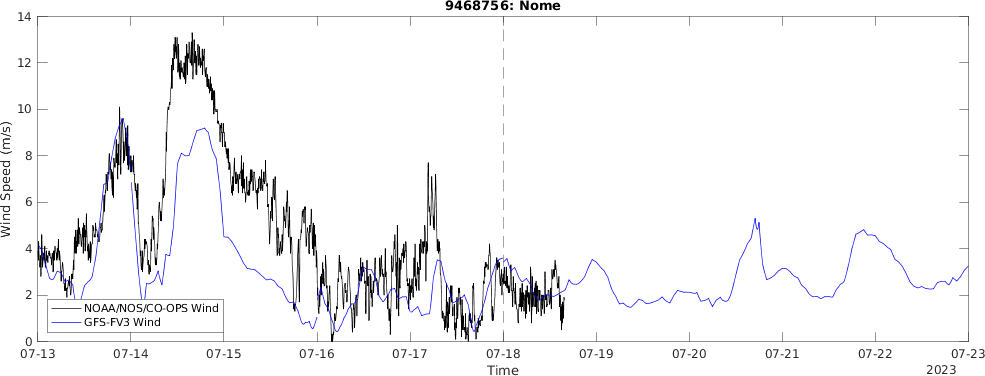 9468756: Nome
Wind Speed (m/s)
14
12
10
8
6
4
2
0
NOAA/NOS/CO-OPS Wind
GFS-FV3 Wind
07-13 07-14 07-15 07-16 07-17 07-18 07-19 07-20 07-21 07-22 07-23
Time
2023